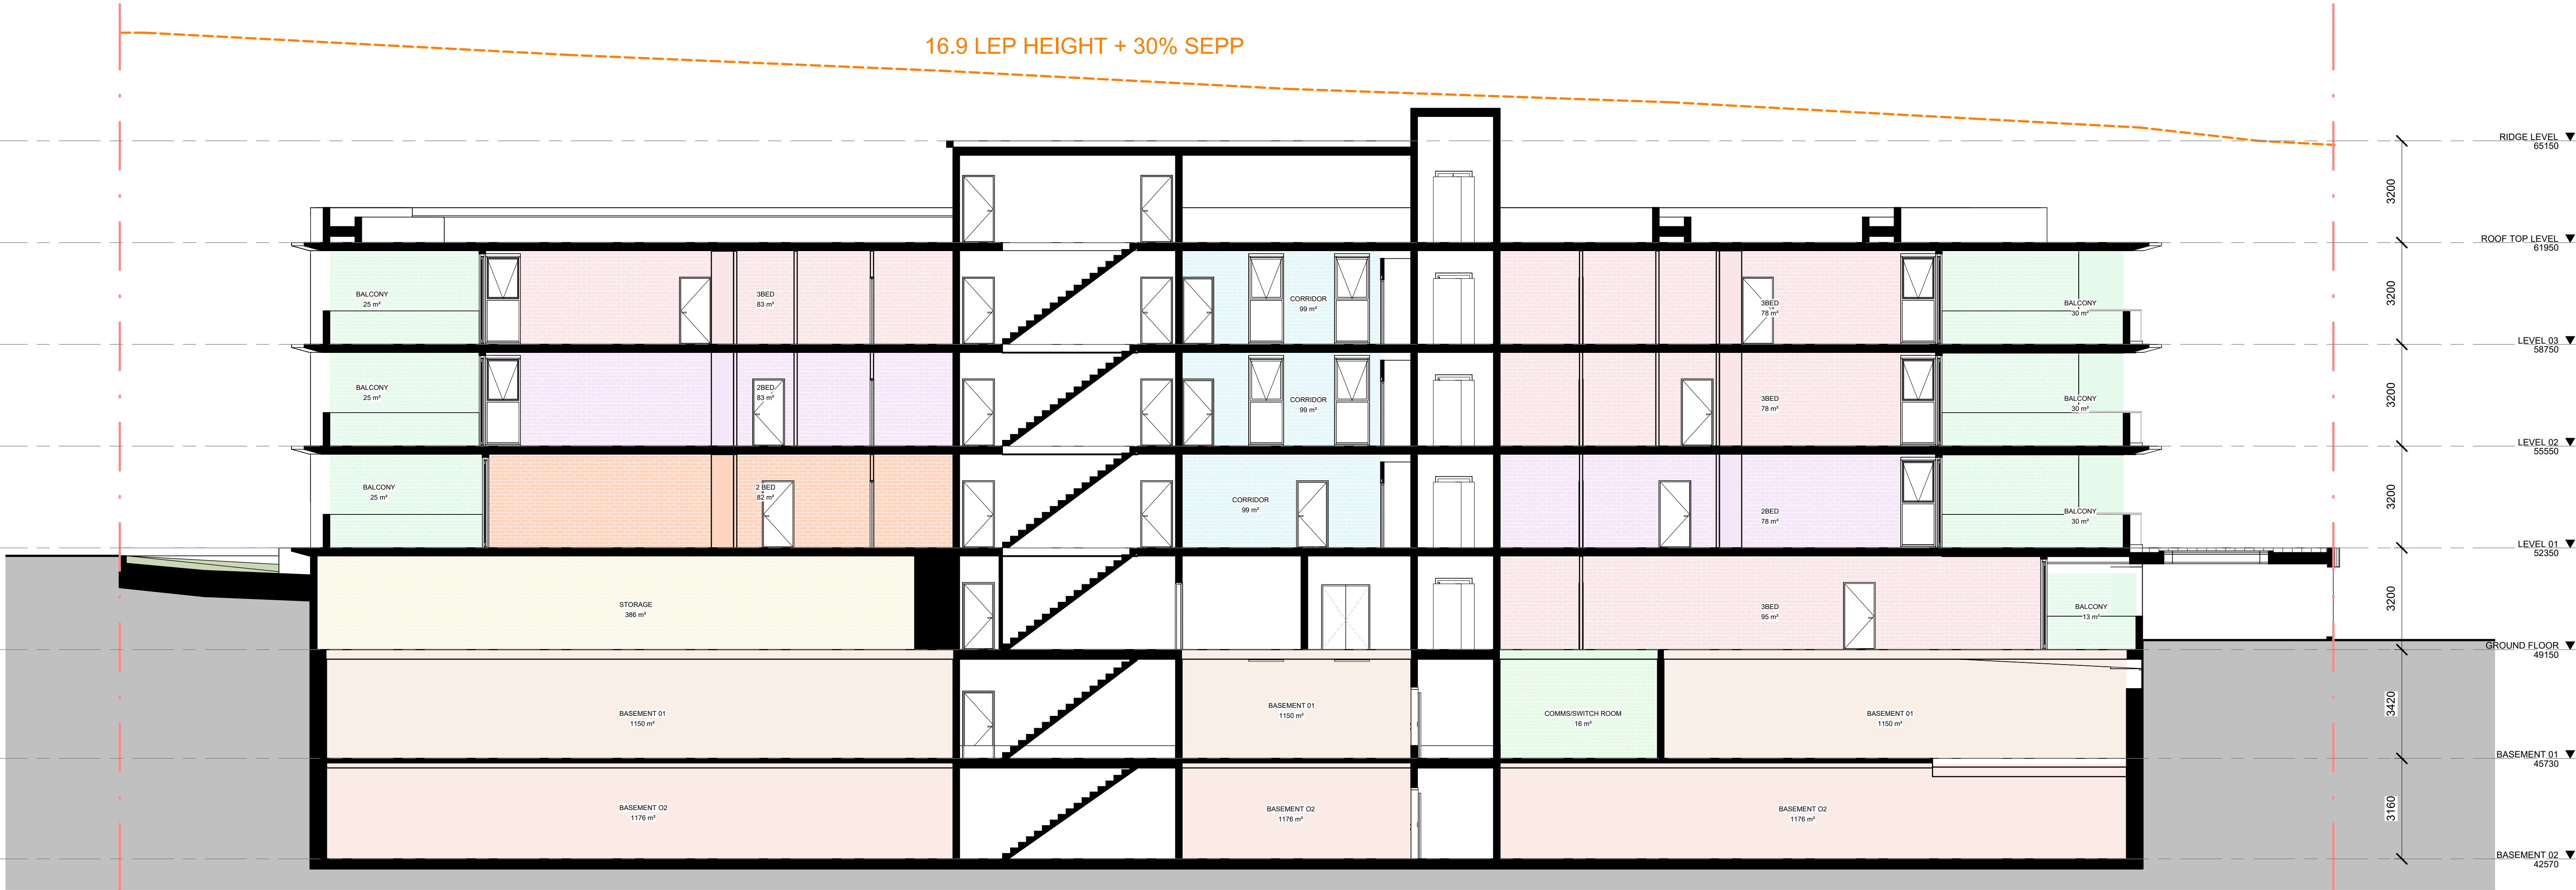 16.9 LEP HEIGHT + 30% SEPP
RIDGE LEVEL
65150
3200
ROOF TOP LEVEL
61950
BALCONY
25 m²
3BED
83 m²
CORRIDOR
99 m²
3BED
78 m²
BALCONY
30 m²
3200
LEVEL 03
58750
BALCONY
25 m²
2BED
83 m²
CORRIDOR
99 m²
3BED
78 m²
BALCONY
30 m²
3200
LEVEL 02
55550
BALCONY
25 m²
2 BED
82 m²
CORRIDOR
99 m²
2BED
78 m²
BALCONY
30 m²
3200
LEVEL 01
52350
STORAGE
386 m²
3BED
95 m²
BALCONY
13 m²
3200
GROUND FLOOR
49150
BASEMENT 01
1150 m²
BASEMENT 01
1150 m²
COMMS/SWITCH ROOM
16 m²
BASEMENT 01
1150 m²
3420
BASEMENT 01
45730
BASEMENT O2
1176 m²
BASEMENT O2
1176 m²
BASEMENT O2
1176 m²
3160
BASEMENT 02
42570